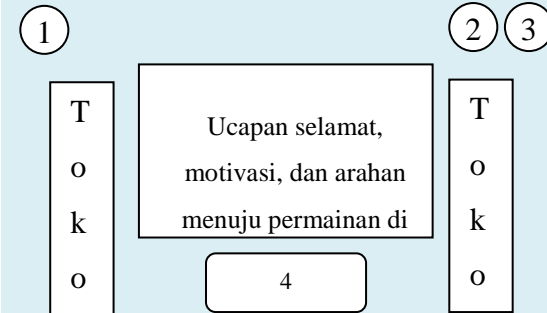 1
2 3
Ucapan selamat,
motivasi, dan arahan
menuju permainan di
T
o
k
o
T
o
k
o
4